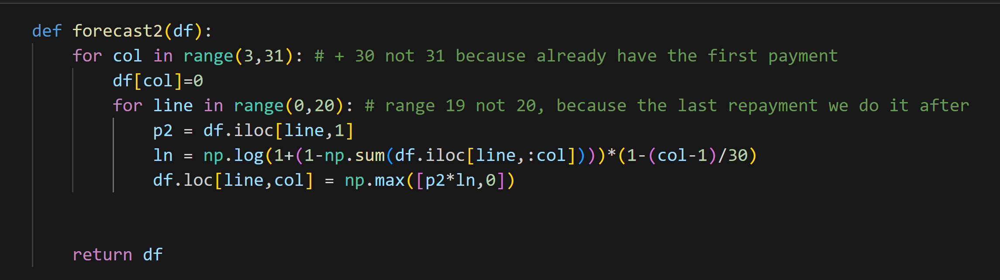 def forecast2(df):
    for col in range(3,31): # + 30 not 31 because already have the first payment
        df[col]=0
        for line in range(0,20): # range 19 not 20, because the last repayment we do it after
            p2 = df.iloc[line,1]
            ln = np.log(1+(1-np.sum(df.iloc[line,:col])))*(1-(col-1)/30)
            df.loc[line,col] = np.max([p2*ln,0])
    return df